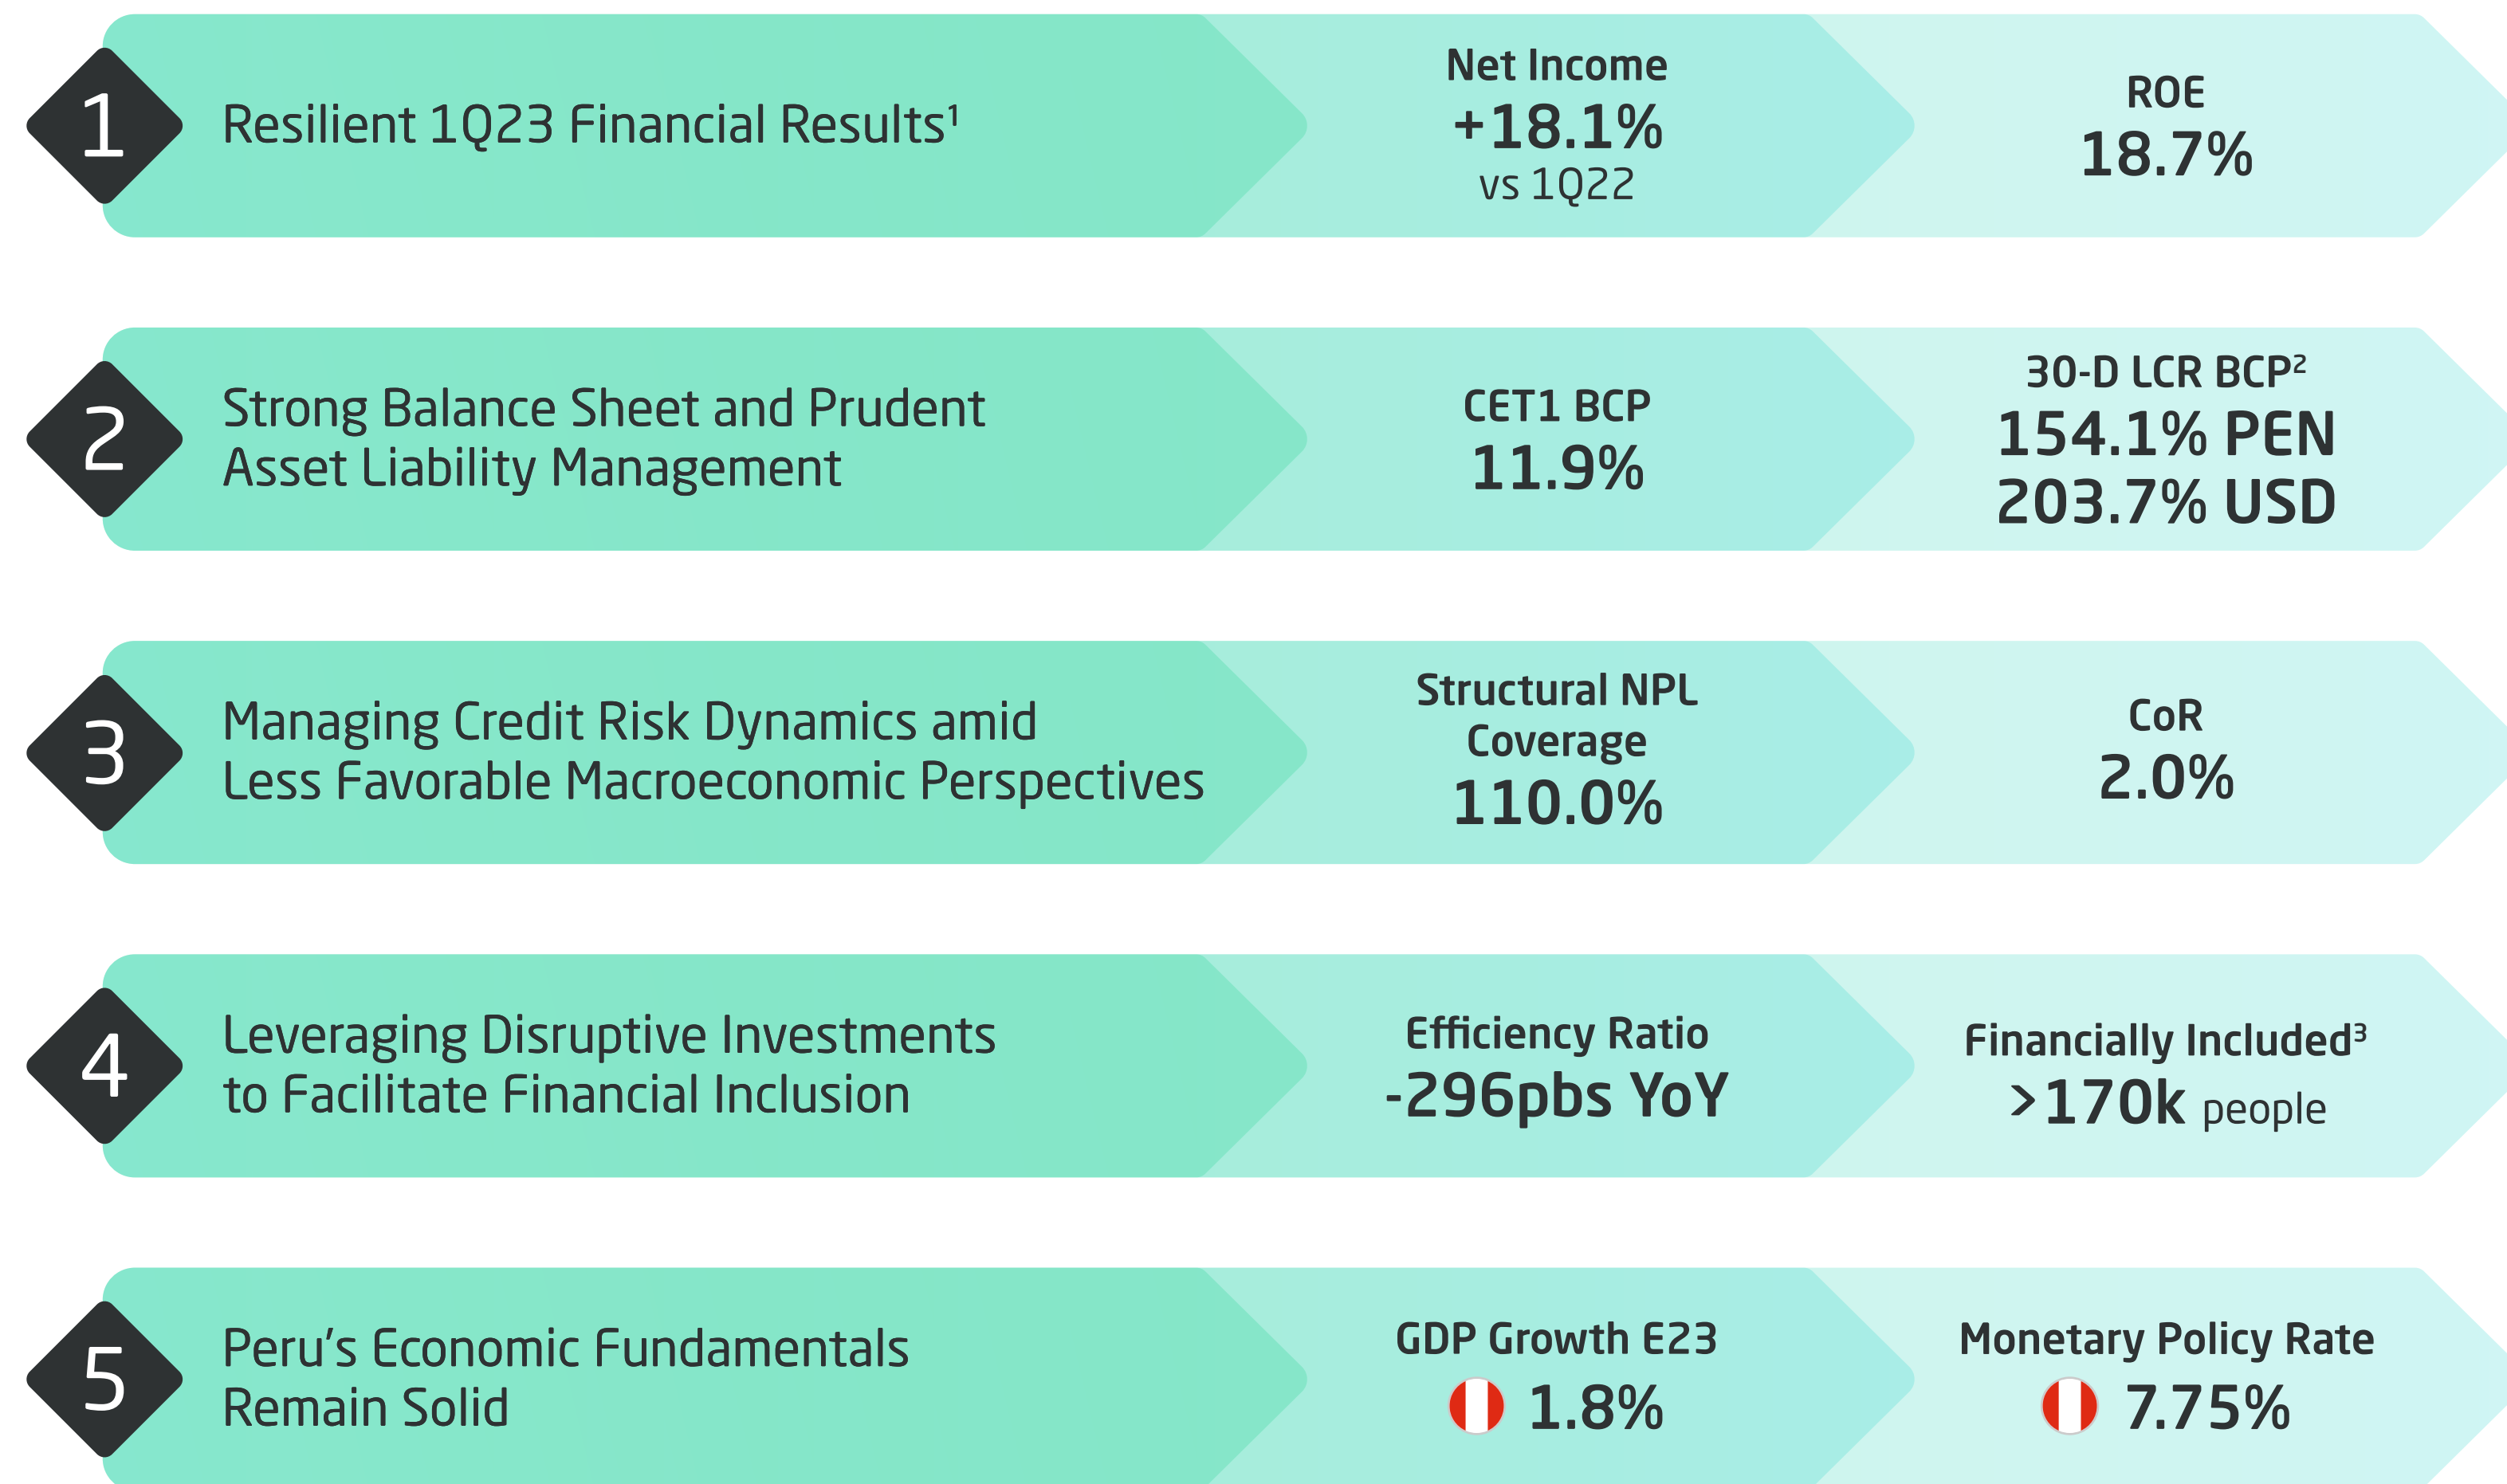 1
Resilient 1Q23 Financial Results¹
Net Income
+18.1%
vs 1Q22
ROE
18.7%
2
Strong Balance Sheet and Prudent
Asset Liability Management
CET1 BCP
11.9%
30-D LCR BCP²
154.1% PEN
203.7% USD
3
Managing Credit Risk Dynamics amid
Less Favorable Macroeconomic Perspectives
Structural NPL
Coverage
110.0%
CoR
2.0%
4
Leveraging Disruptive Investments
to Facilitate Financial Inclusion
Efficiency Ratio
-296pbs YoY
Financially Included³
>170k people
5
Peru’s Economic Fundamentals
Remain Solid
GDP Growth E23
1.8%
Monetary Policy Rate
7.75%